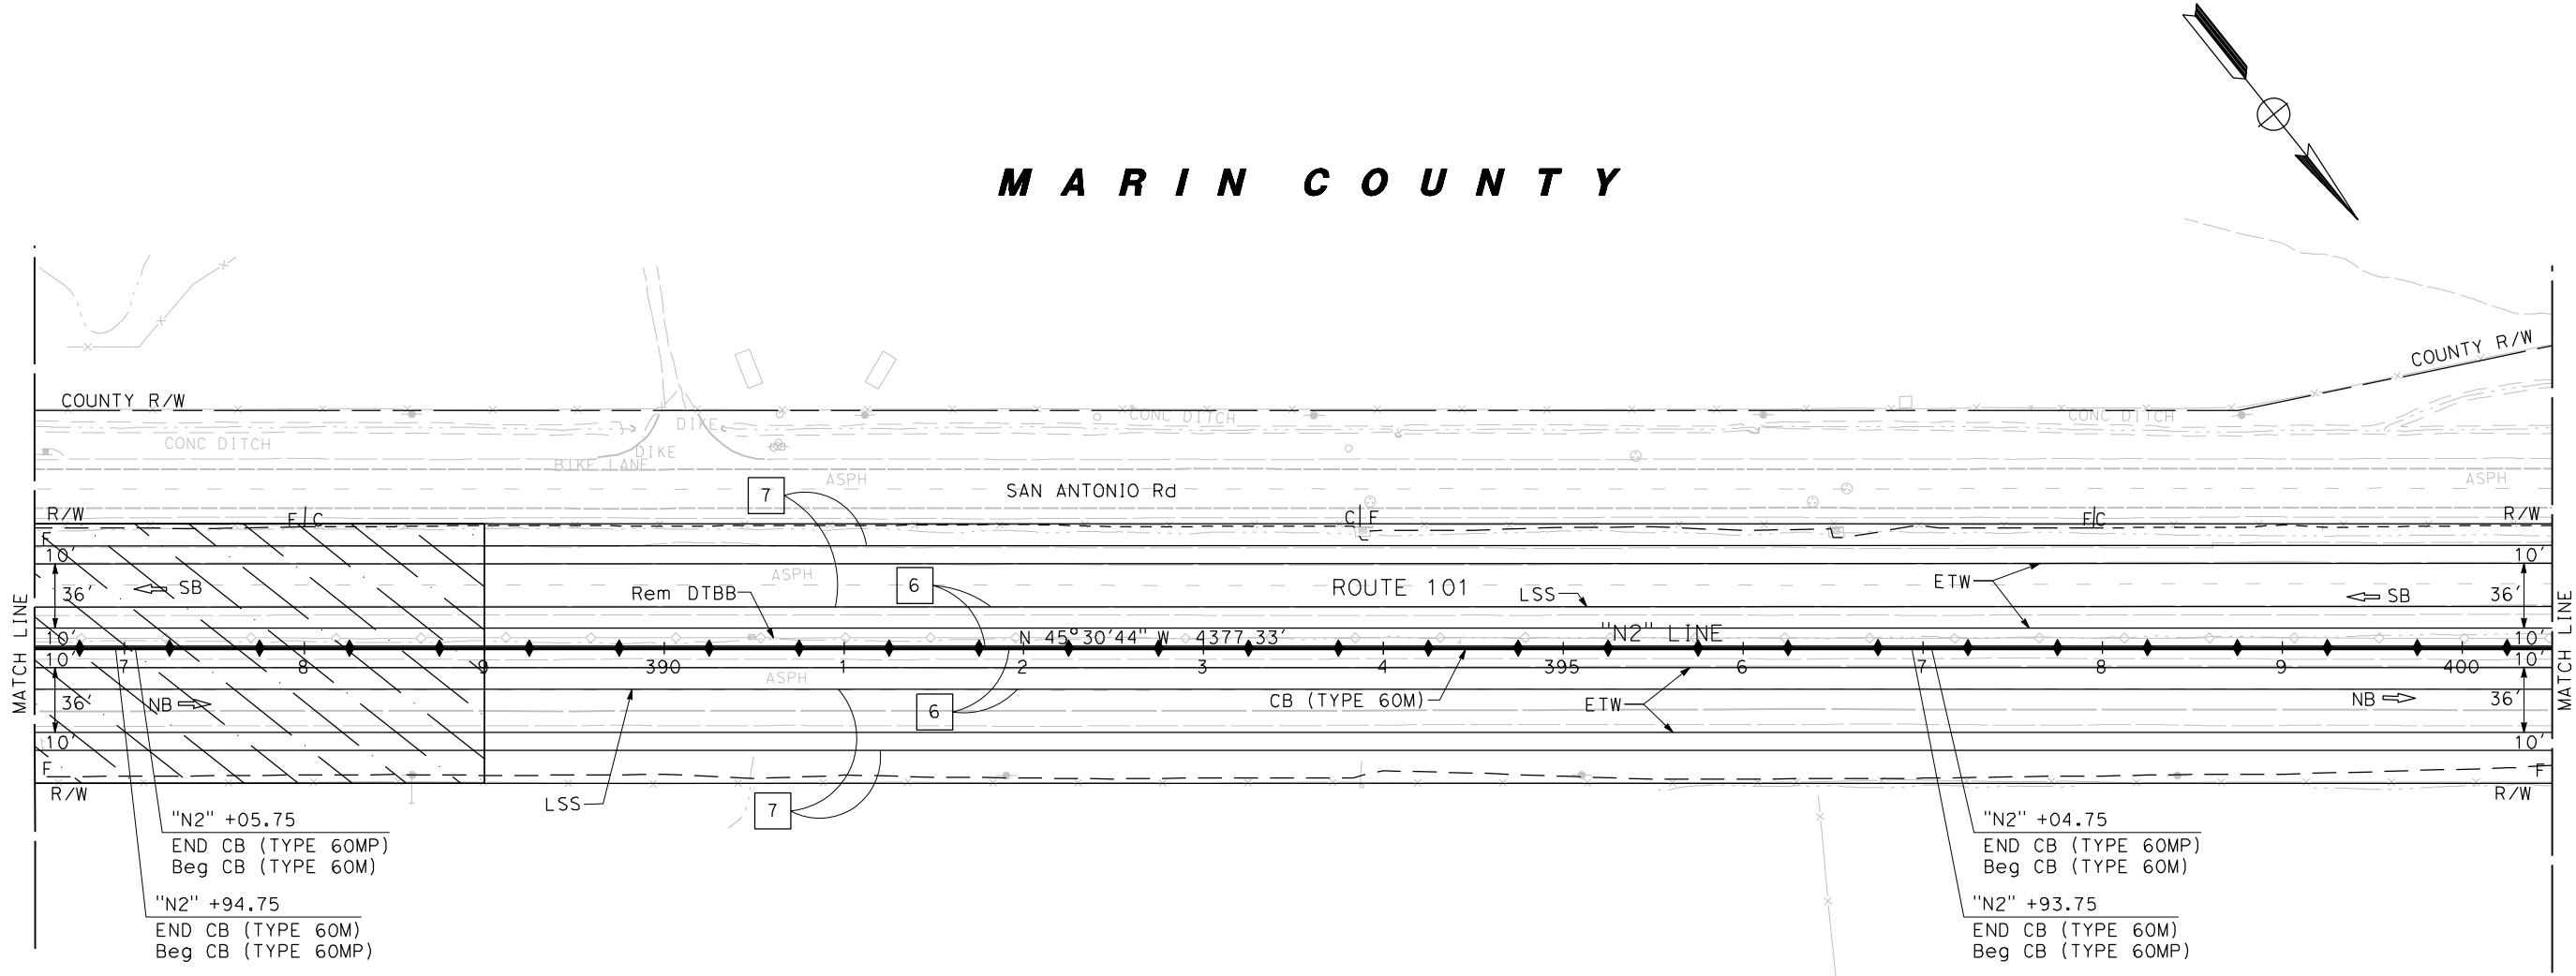 MARIN COUNTY
COUNTY R/W
COUNTY R/W
CONC DITCH
CONC DITCH
CONC DITCH
DIKE
DIKE
BIKE LANE
ASPH
ASPH
7
SAN ANTONIO Rd
R/W
F C
C F
F C
R/W
F
10'
10'
ASPH
6
ROUTE 101
ETW
SB
36'
Rem DTBB
LSS
SB
36'
MATCH LINE
MATCH LINE
10'
N 45°30'44" W 4377.33'
"N2" LINE
10'
10'
7 8 9 390 1 2 3 4 395 6 7 8 9 400
10'
ASPH
NB
36'
6
CB (TYPE 60M)
ETW
NB
36'
10'
10'
F
F
R/W
R/W
LSS
7
"N2" +05.75
END CB (TYPE 60MP)
Beg CB (TYPE 60M)
"N2" +04.75
END CB (TYPE 60MP)
Beg CB (TYPE 60M)
"N2" +94.75
END CB (TYPE 60M)
Beg CB (TYPE 60MP)
"N2" +93.75
END CB (TYPE 60M)
Beg CB (TYPE 60MP)